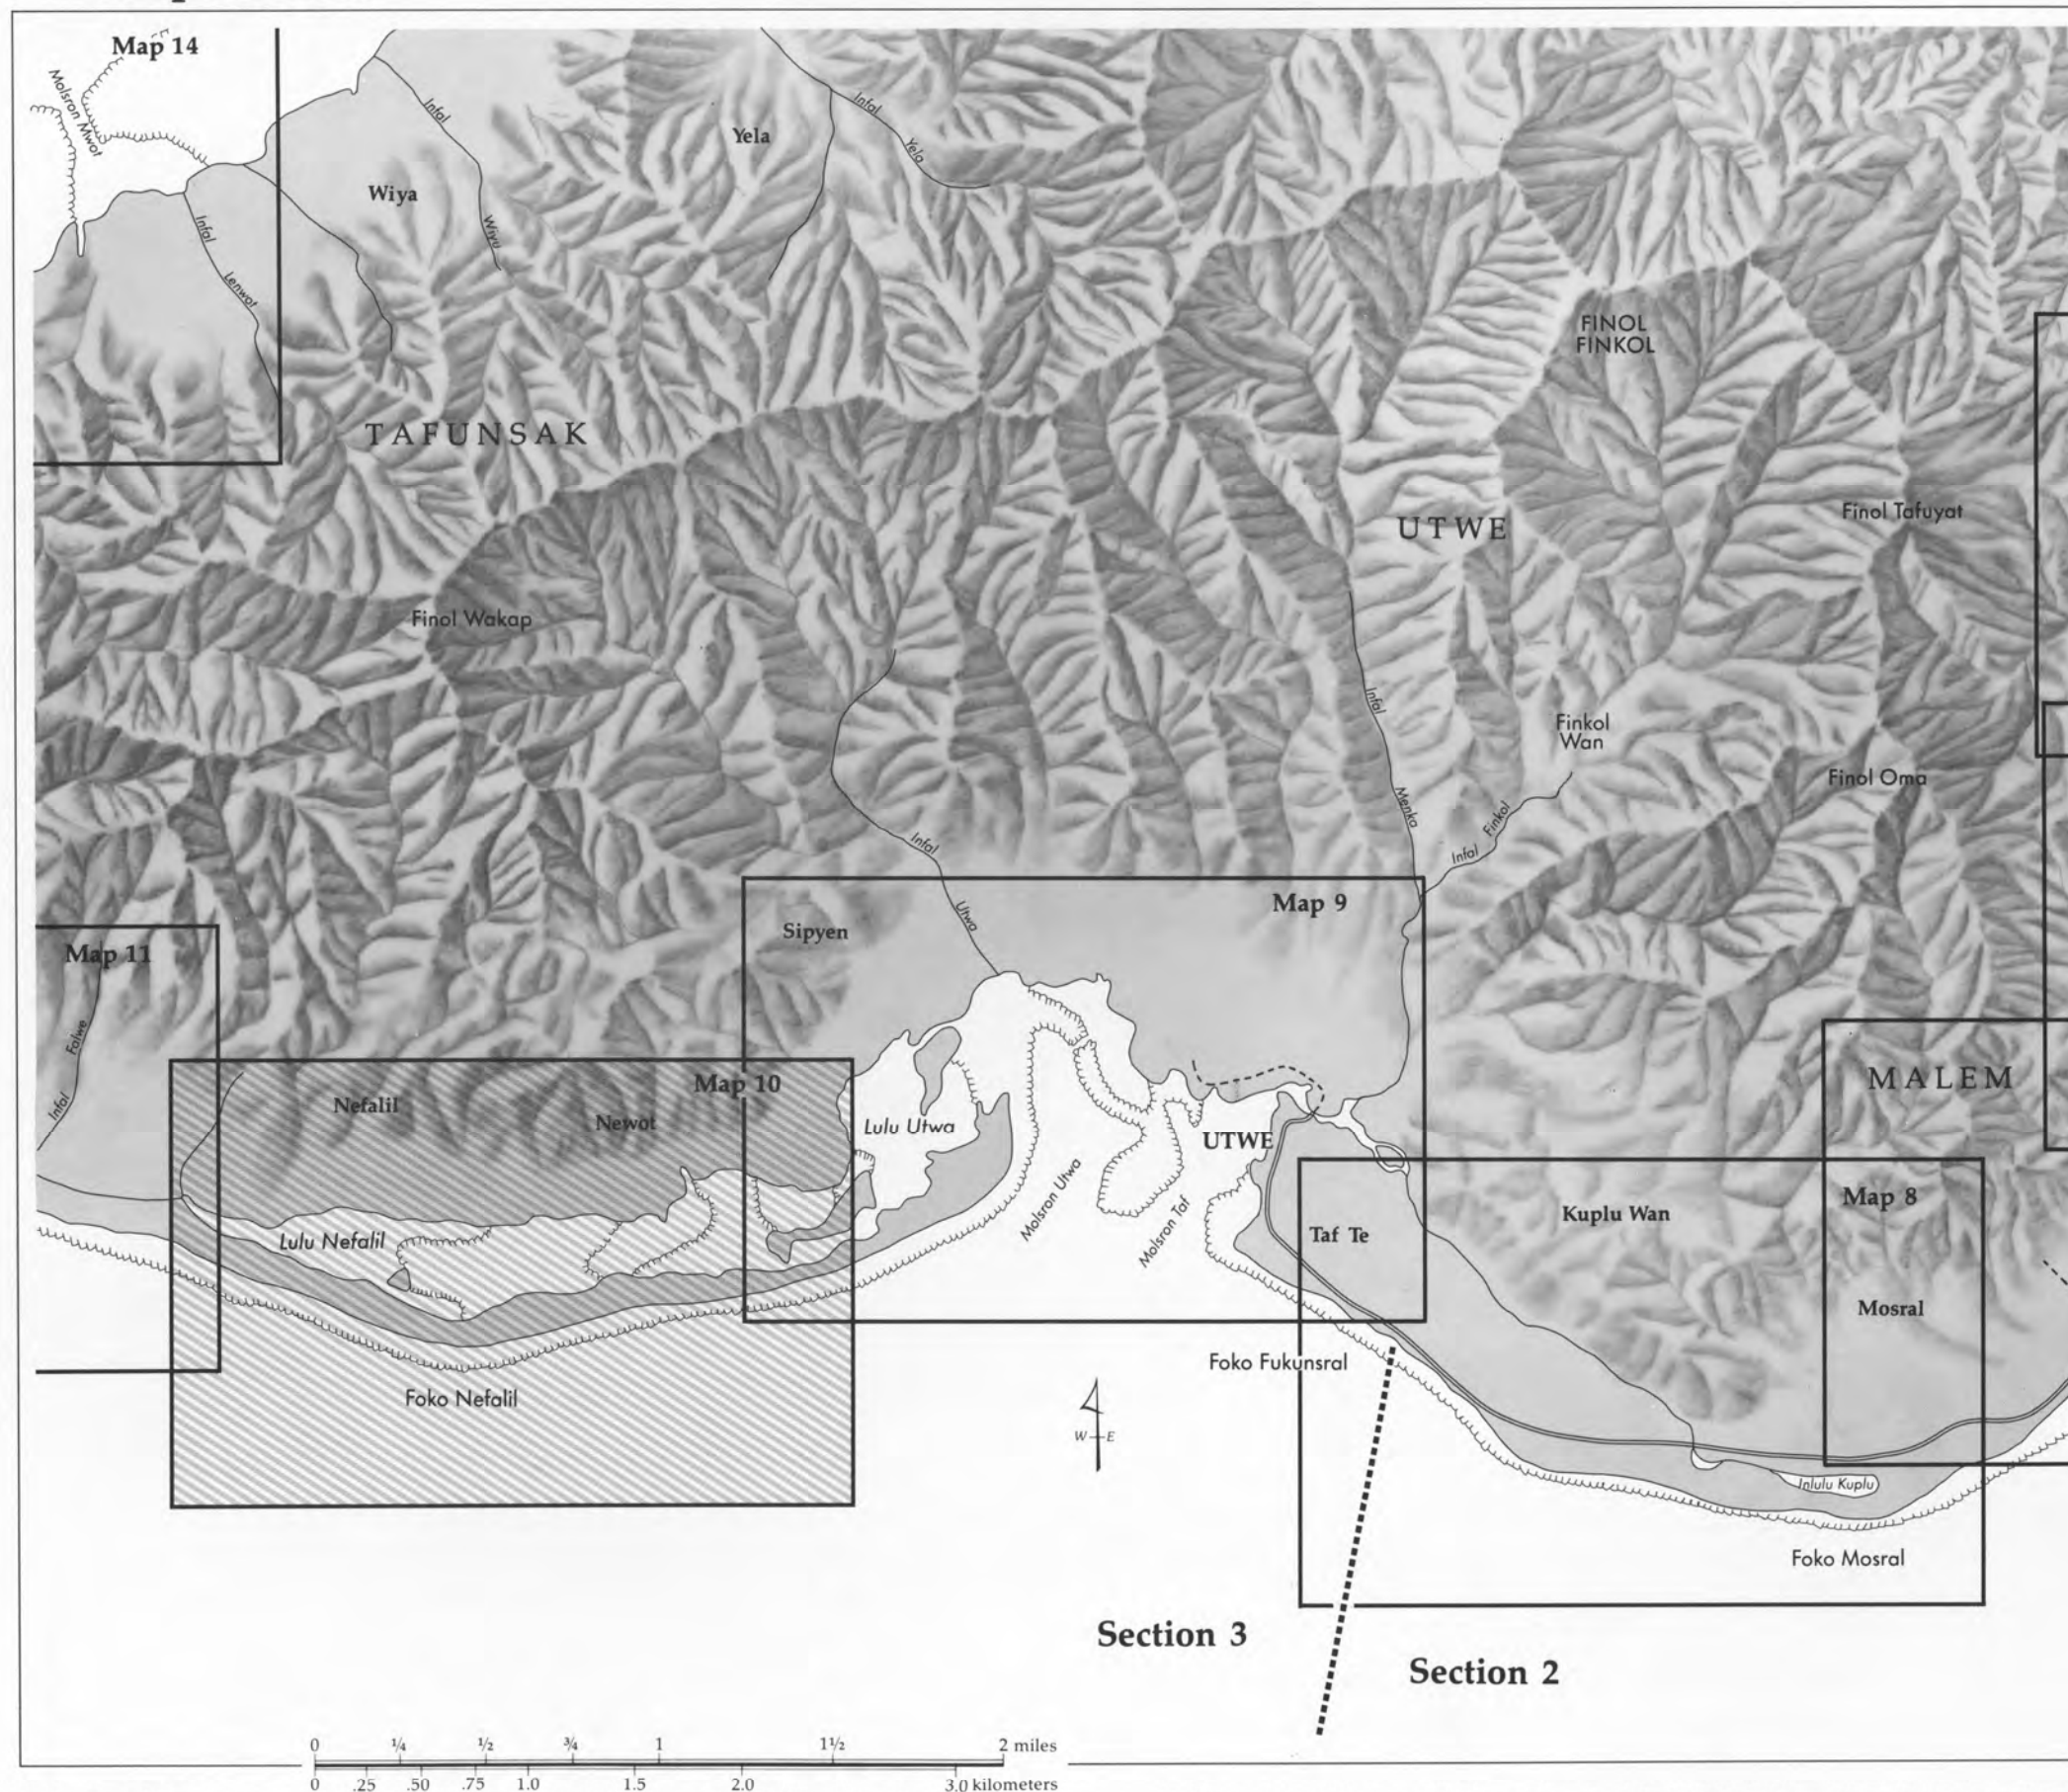 Map 14
Molsron Mwot
Infal
Wiya
Wiya
Infal
Lenwot
Yela
Infal
Yela
TAFUNSAK
FINOL
FINKOL
UTWE
Finol Tafuyat
Finol Wakap
Infal
Menka
Finkol
Wan
Finol Oma
Infal
Finkol
Infal
Utwa
Map 9
Sipyen
Map 11
Infal
Folwe
Map 10
Nefalil
Newot
Lulu Utwa
UTWE
MALEM
Molsron Utwa
Molsron Taf
Lulu Nefalil
Taf Te
Kuplu Wan
Map 8
Mosral
Foko Fukunsral
Foko Nefalil
W E
Inlulu Kuplu
Foko Mosral
Section 3
Section 2
0 ¼ ½ ¾ 1 1½ 2 miles
0 .25 .50 .75 1.0 1.5 2.0 3.0 kilometers